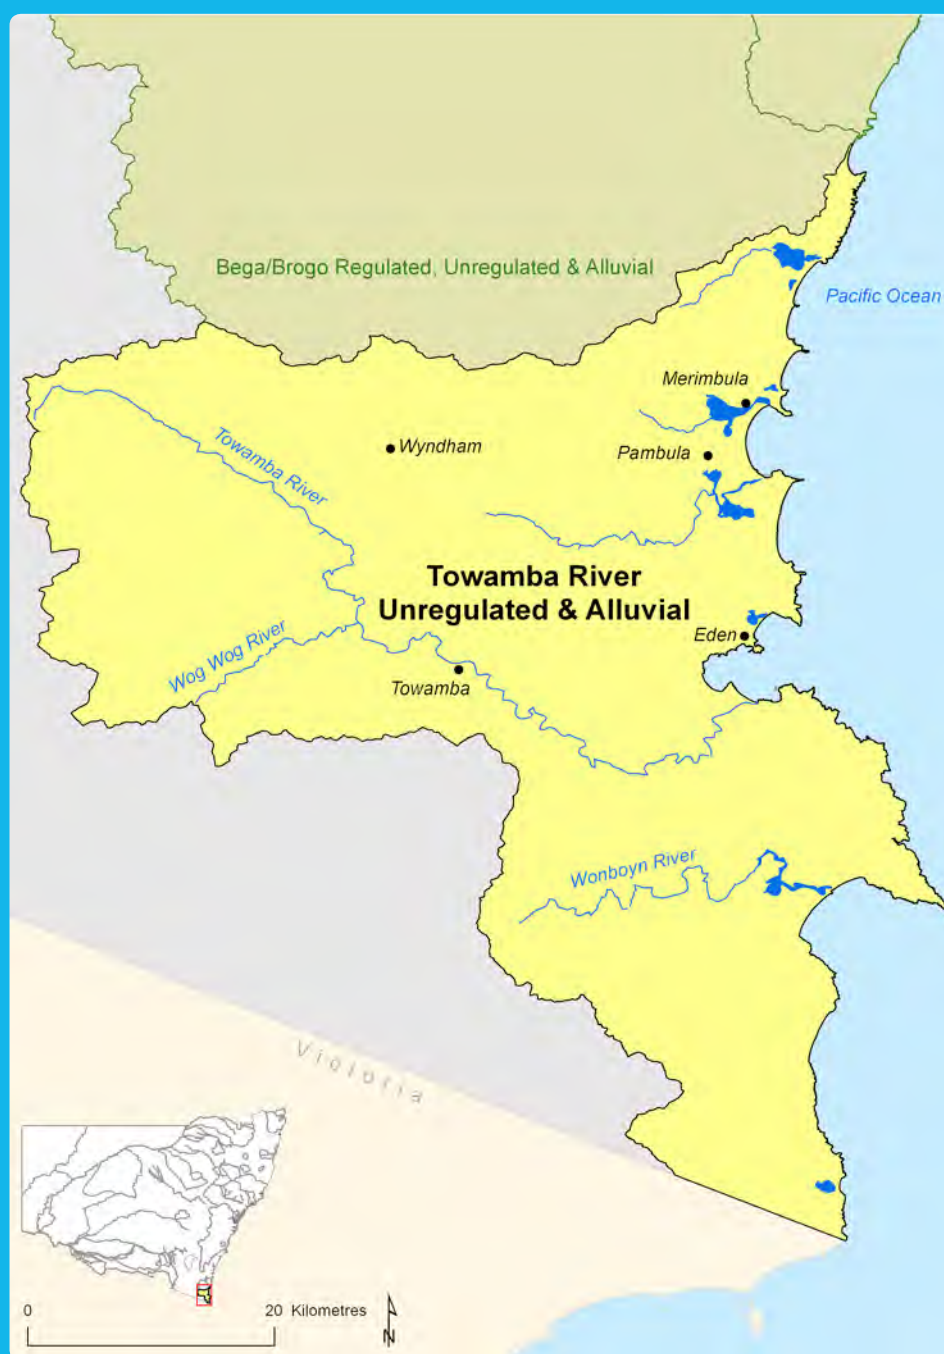 Bega/Brogo Regulated, Unregulated & Alluvial
Pacific Ocean
Merimbula
Towamba River
Wyndham
Pambula
Towamba River
Unregulated & Alluvial
Wog Wog River
Eden
Towamba
Wonboyn River
Victoria
0
20 Kilometres
N